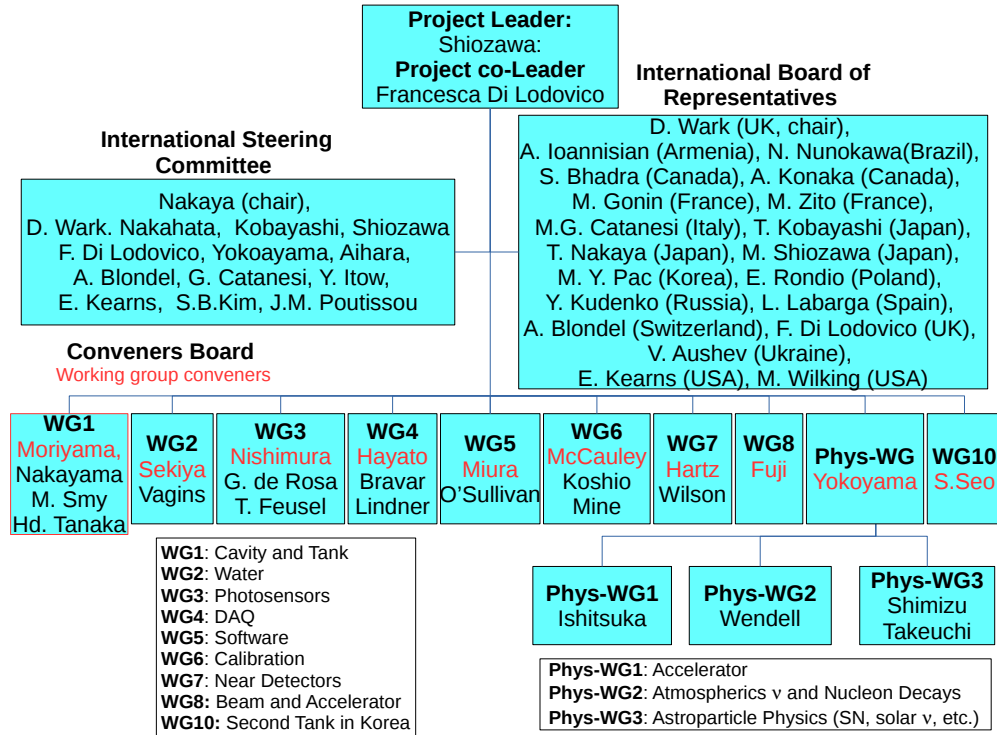 Project Leader:
Shiozawa:
Project co-Leader
Francesca Di Lodovico
International Steering
Committee
Nakaya (chair),
D. Wark. Nakahata, Kobayashi, Shiozawa
F. Di Lodovico, Yokoayama, Aihara,
A. Blondel, G. Catanesi, Y. Itow,
E. Kearns, S.B.Kim, J.M. Poutissou
International Board of
Representatives
D. Wark (UK, chair),
A. Ioannisian (Armenia), N. Nunokawa(Brazil),
S. Bhadra (Canada), A. Konaka (Canada),
M. Gonin (France), M. Zito (France),
M.G. Catanesi (Italy), T. Kobayashi (Japan),
T. Nakaya (Japan), M. Shiozawa (Japan),
M. Y. Pac (Korea), E. Rondio (Poland),
Y. Kudenko (Russia), L. Labarga (Spain),
A. Blondel (Switzerland), F. Di Lodovico (UK),
V. Aushev (Ukraine),
E. Kearns (USA), M. Wilking (USA)
Conveners Board
Working group conveners
WG1
Moriyama,
Nakayama
M. Smy
Hd. Tanaka
WG2
Sekiya
Vagins
WG3
Nishimura
G. de Rosa
T. Feusel
WG4
Hayato
Bravar
Lindner
WG5
Miura
O’Sullivan
WG6
McCauley
Koshio
Mine
WG7
Hartz
Wilson
WG8
Fuji
Phys-WG
Yokoyama
WG10
S.Seo
Phys-WG1
Ishitsuka
Phys-WG2
Wendell
Phys-WG3
Shimizu
Takeuchi
WG1: Cavity and Tank
WG2: Water
WG3: Photosensors
WG4: DAQ
WG5: Software
WG6: Calibration
WG7: Near Detectors
WG8: Beam and Accelerator
WG10: Second Tank in Korea
Phys-WG1: Accelerator
Phys-WG2: Atmospherics ν and Nucleon Decays
Phys-WG3: Astroparticle Physics (SN, solar ν, etc.)